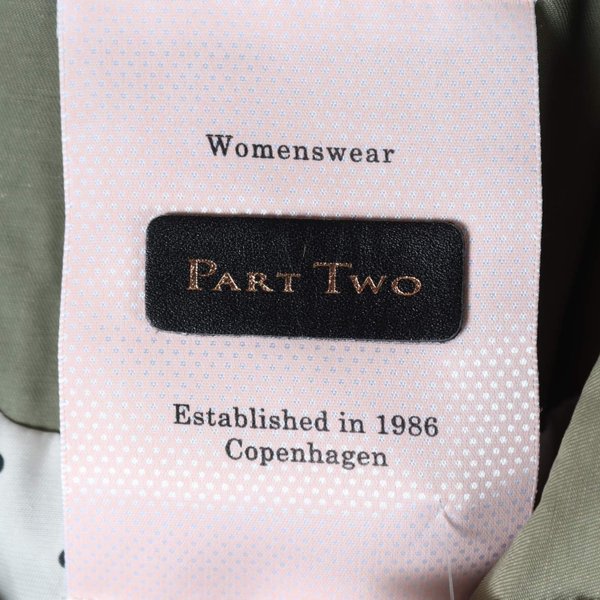 Womenswear
PART TWO
Established in 1986
Copenhagen